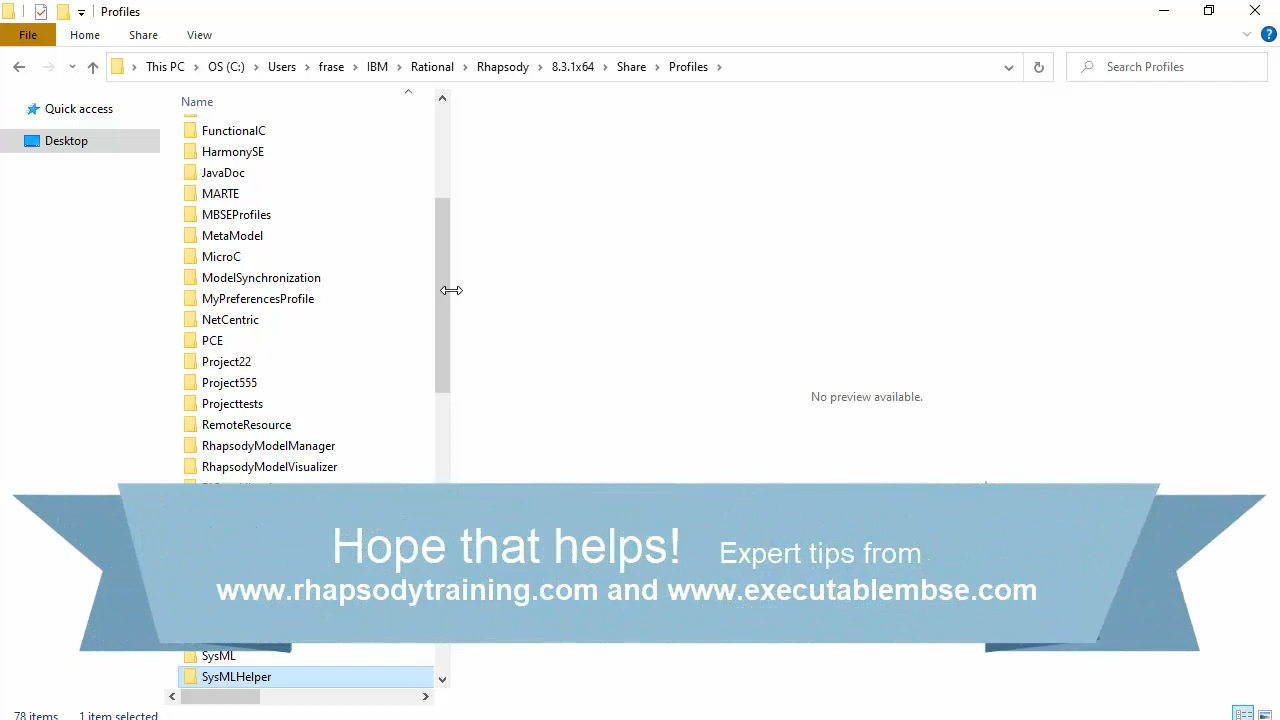 Profiles
File Home Share View
This PC OS (C:) Users frase IBM Rational Rhapsody 8.3.1x64 Share Profiles
Search Profiles
Quick access
Desktop
Name
FunctionalC
HarmonySE
JavaDoc
MARTE
MBSEProfiles
MetaModel
MicroC
ModelSynchronization
MyPreferencesProfile
NetCentric
PCE
Project22
Project555
Projecttests
RemoteResource
RhapsodyModelManager
RhapsodyModelVisualizer
No preview available.
Hope that helps! Expert tips from
www.rhapsodytraining.com and www.executablembse.com
SysML
SysMLHelper
78 items 1 item selected